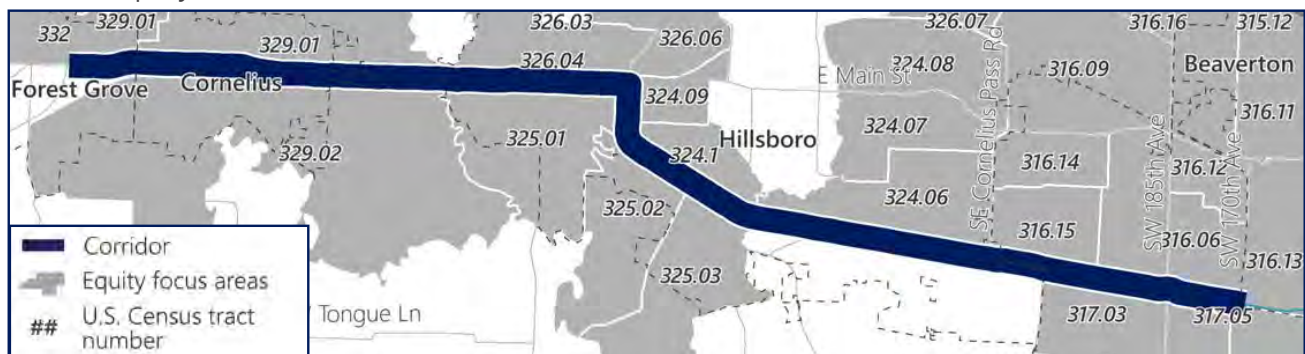 332
329.01
329.01
326.03
326.04
326.06
326.07
316.16
315.12
Forest Grove
Cornelius
E Main St
324.08
316.09
Beaverton
324.09
324.07
316.11
329.02
325.01
324.1
Hillsboro
SE Cornelius Pass Rd
316.14
SW 185th Ave
316.12
SW 170th Ave
325.02
324.06
316.15
316.06
316.13
325.03
317.03
317.05
Tongue Ln
Corridor
Equity focus areas
## U.S. Census tract
number